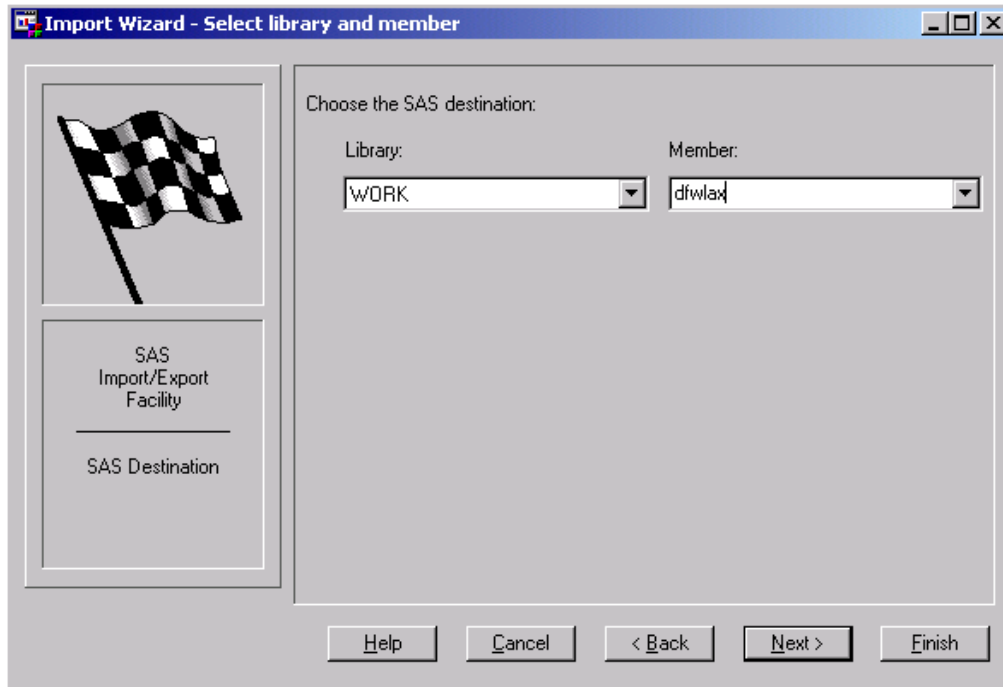 Import Wizard - Select library and member
Choose the SAS destination:
Library:
Member:
WORK
dfwlax
SAS
Import/Export
Facility
SAS Destination
Help
Cancel
< Back
Next >
Finish